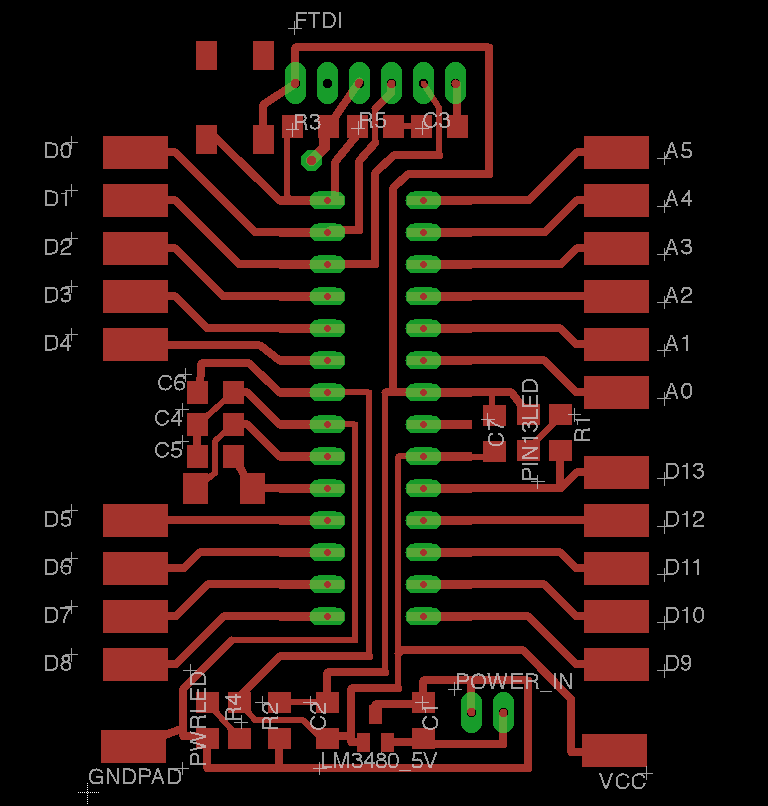 FTDI
R3 R5 C3
D0 A5
D1 A4
D2 A3
D3 A2
D4 A1
C6 A0
C4 C7 PIN13LED R1
C5
D13
D5 D12
D6 D11
D7 D10
D8 D9
PWRLED R4 R2 C2 C1 POWER_IN
LM3480_5V
GNDPAD VCC